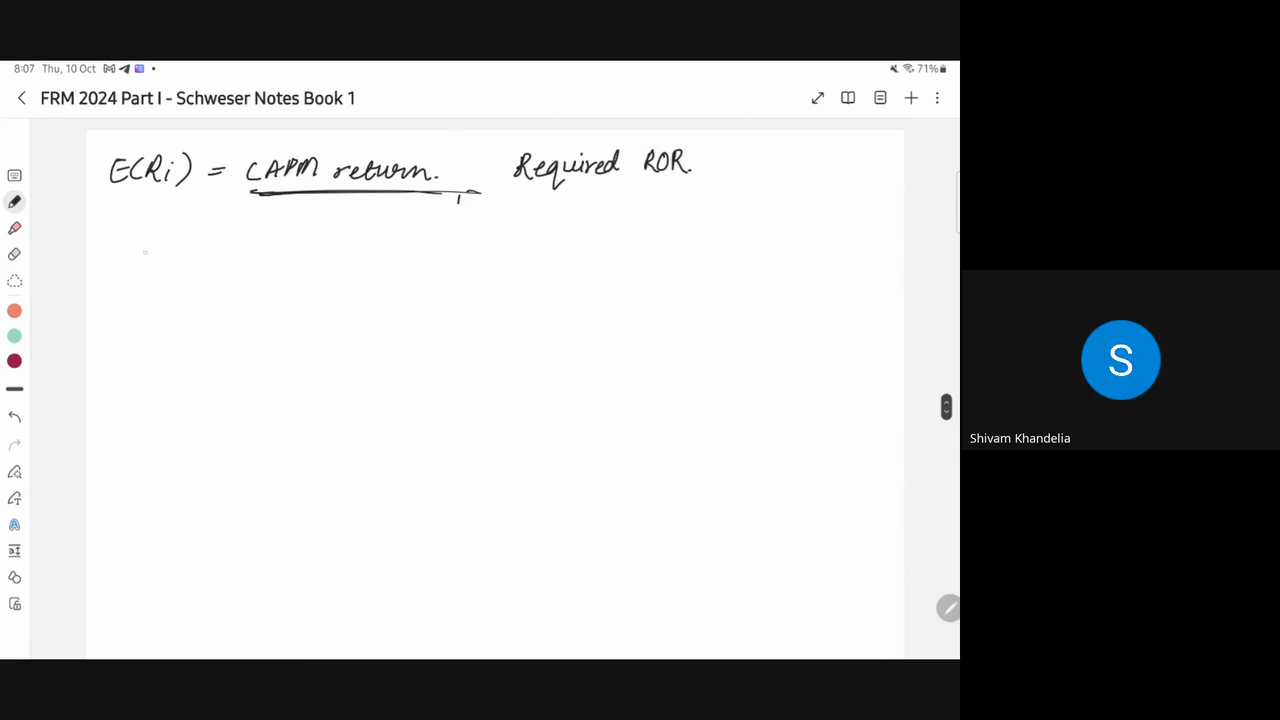 8:07 Thu, 10 Oct 71%
FRM 2024 Part I - Schweser Notes Book 1
E(Ri) = CAPM return. Required ROR.
S
Shivam Khandelia